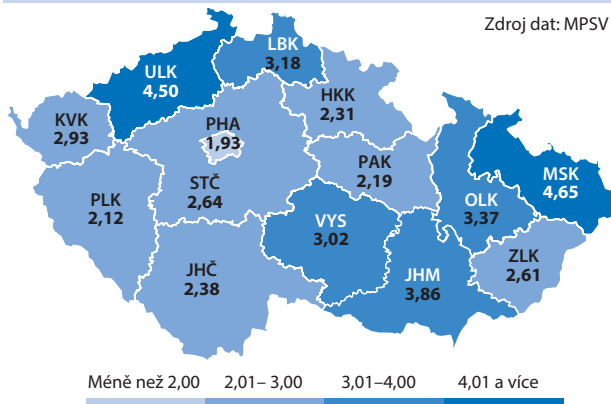 Zdroj dat: MPSV
LBK
3,18
ULK
4,50
HKK
2,31
KVK
2,93
PHA
1,93
PAK
2,19
MSK
4,65
STČ
2,64
PLK
2,12
OLK
3,37
VYS
3,02
ZLK
2,61
JHČ
2,38
JHM
3,86
Méně než 2,00 2,01– 3,00 3,01–4,00 4,01 a více